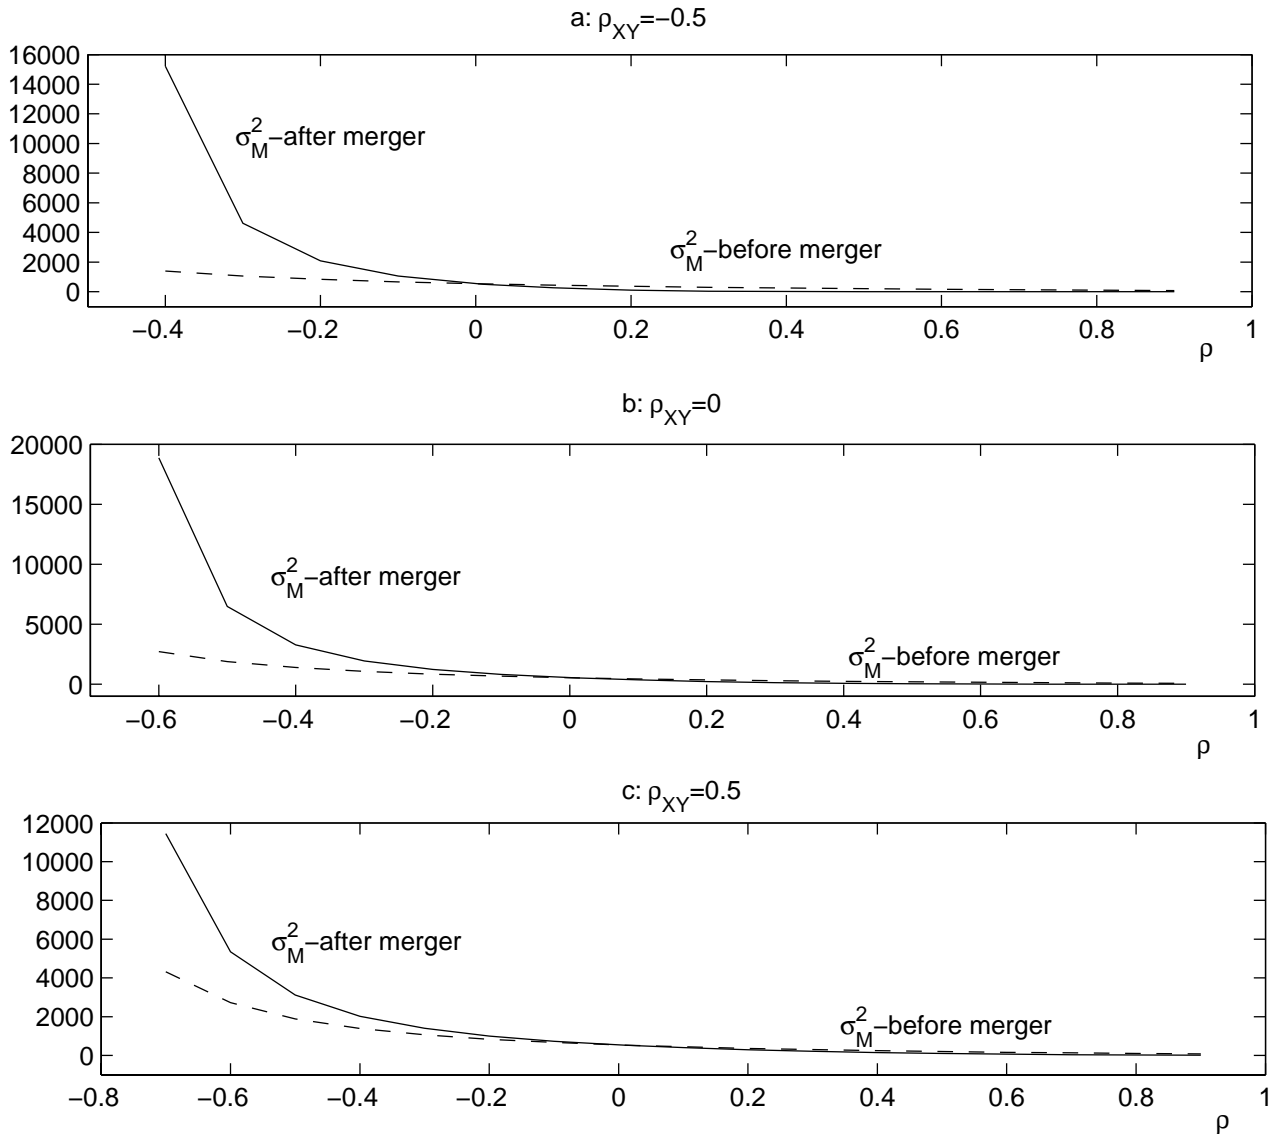 a: ρXY=−0.5
16000
14000
12000
10000
8000
6000
4000
2000
0
σ²M−after merger
σ²M−before merger
−0.4 −0.2 0 0.2 0.4 0.6 0.8 1
ρ
b: ρXY=0
20000
15000
10000
5000
0
σ²M−after merger
σ²M−before merger
−0.6 −0.4 −0.2 0 0.2 0.4 0.6 0.8 1
ρ
c: ρXY=0.5
12000
10000
8000
6000
4000
2000
0
σ²M−after merger
σ²M−before merger
−0.8 −0.6 −0.4 −0.2 0 0.2 0.4 0.6 0.8 1
ρ